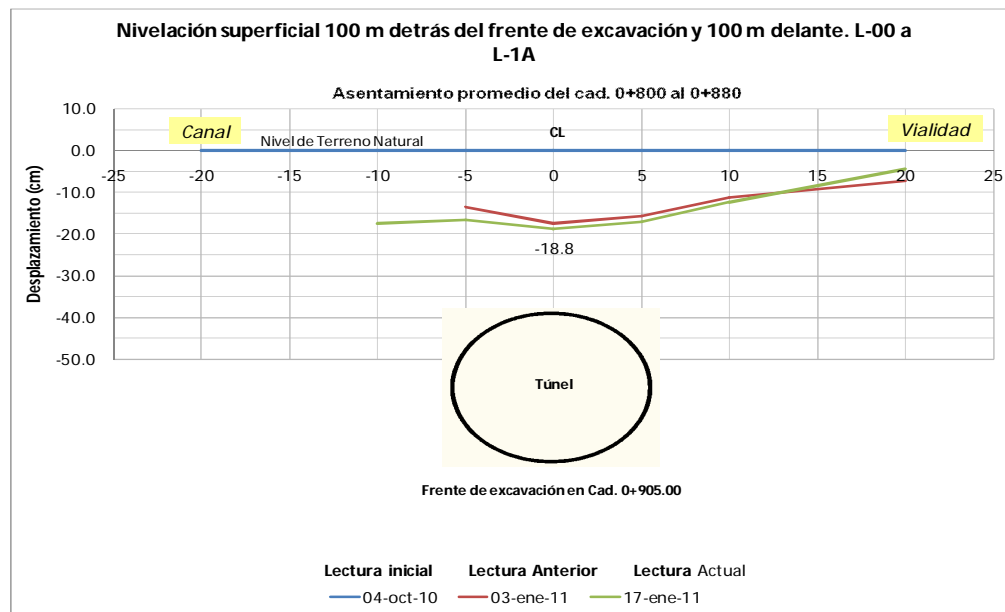 Nivelación superficial 100 m detrás del frente de excavación y 100 m delante. L-00 a
L-1A
Asentamiento promedio del cad. 0+800 al 0+880
10.0
Canal
CL
Vialidad
Nivel de Terreno Natural
0.0
-25 -20 -15 -10 -5 0 5 10 15 20 25
-10.0
-20.0
-18.8
-30.0
-40.0
-50.0
Desplazamiento (cm)
Túnel
Frente de excavación en Cad. 0+905.00
Lectura inicial Lectura Anterior Lectura Actual
04-oct-10 03-ene-11 17-ene-11